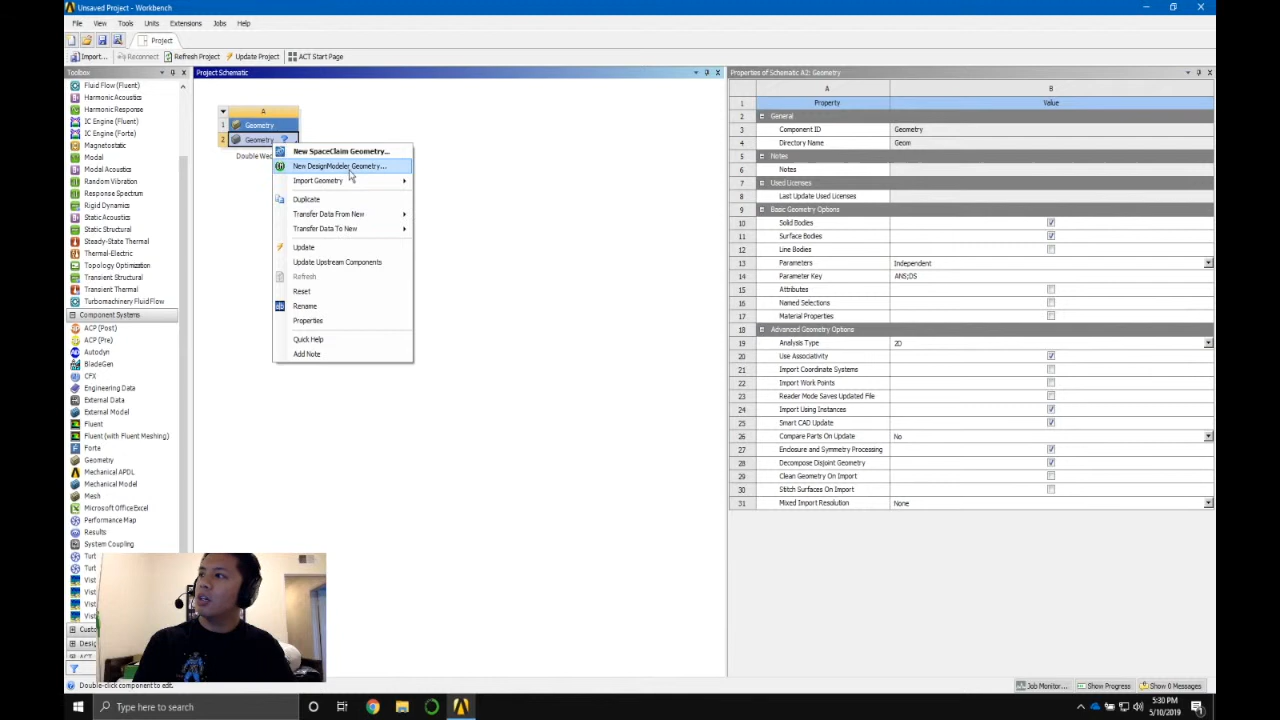 Unsaved Project - Workbench
File View Tools Units Extensions Jobs Help
Project
Import... Reconnect Refresh Project Update Project ACT Start Page
Toolbox
Fluid Flow (Fluent)
Harmonic Acoustics
Harmonic Response
IC Engine (Fluent)
IC Engine (Forte)
Magnetostatic
Modal
Modal Acoustics
Random Vibration
Response Spectrum
Rigid Dynamics
Static Acoustics
Static Structural
Steady-State Thermal
Thermal-Electric
Topology Optimization
Transient Structural
Transient Thermal
Turbomachinery Fluid Flow
Component Systems
ACP (Post)
ACP (Pre)
Autodyn
BladeGen
CFX
Engineering Data
External Data
External Model
Fluent
Fluent (with Fluent Meshing)
Forte
Geometry
Mechanical APDL
Mechanical Model
Mesh
Microsoft Office Excel
Performance Map
Results
System Coupling
Turt
Turt
Vist
Vist
Vist
Vist
Project Schematic
A
1 Geometry
2 Geometry ?
Double Wed
New SpaceClaim Geometry...
New DesignModeler Geometry...
Import Geometry
Duplicate
Transfer Data From New
Transfer Data To New
Update
Update Upstream Components
Refresh
Reset
Rename
Properties
Quick Help
Add Note
Properties of Schematic A2: Geometry
A B
1 Property Value
2 General
3 Component ID Geometry
4 Directory Name Geom
5 Notes
6 Notes
7 Used Licenses
8 Last Update Used Licenses
9 Basic Geometry Options
10 Solid Bodies
11 Surface Bodies
12 Line Bodies
13 Parameters Independent
14 Parameter Key ANS;DS
15 Attributes
16 Named Selections
17 Material Properties
18 Advanced Geometry Options
19 Analysis Type 2D
20 Use Associativity
21 Import Coordinate Systems
22 Import Work Points
23 Reader Mode Saves Updated File
24 Import Using Instances
25 Smart CAD Update
26 Compare Parts On Update No
27 Enclosure and Symmetry Processing
28 Decompose Disjoint Geometry
29 Clean Geometry On Import
30 Stitch Surfaces On Import
31 Mixed Import Resolution None
Double-click component to edit.
Job Monitor... Show Progress Show 0 Messages
Type here to search
5:30 PM
5/10/2019